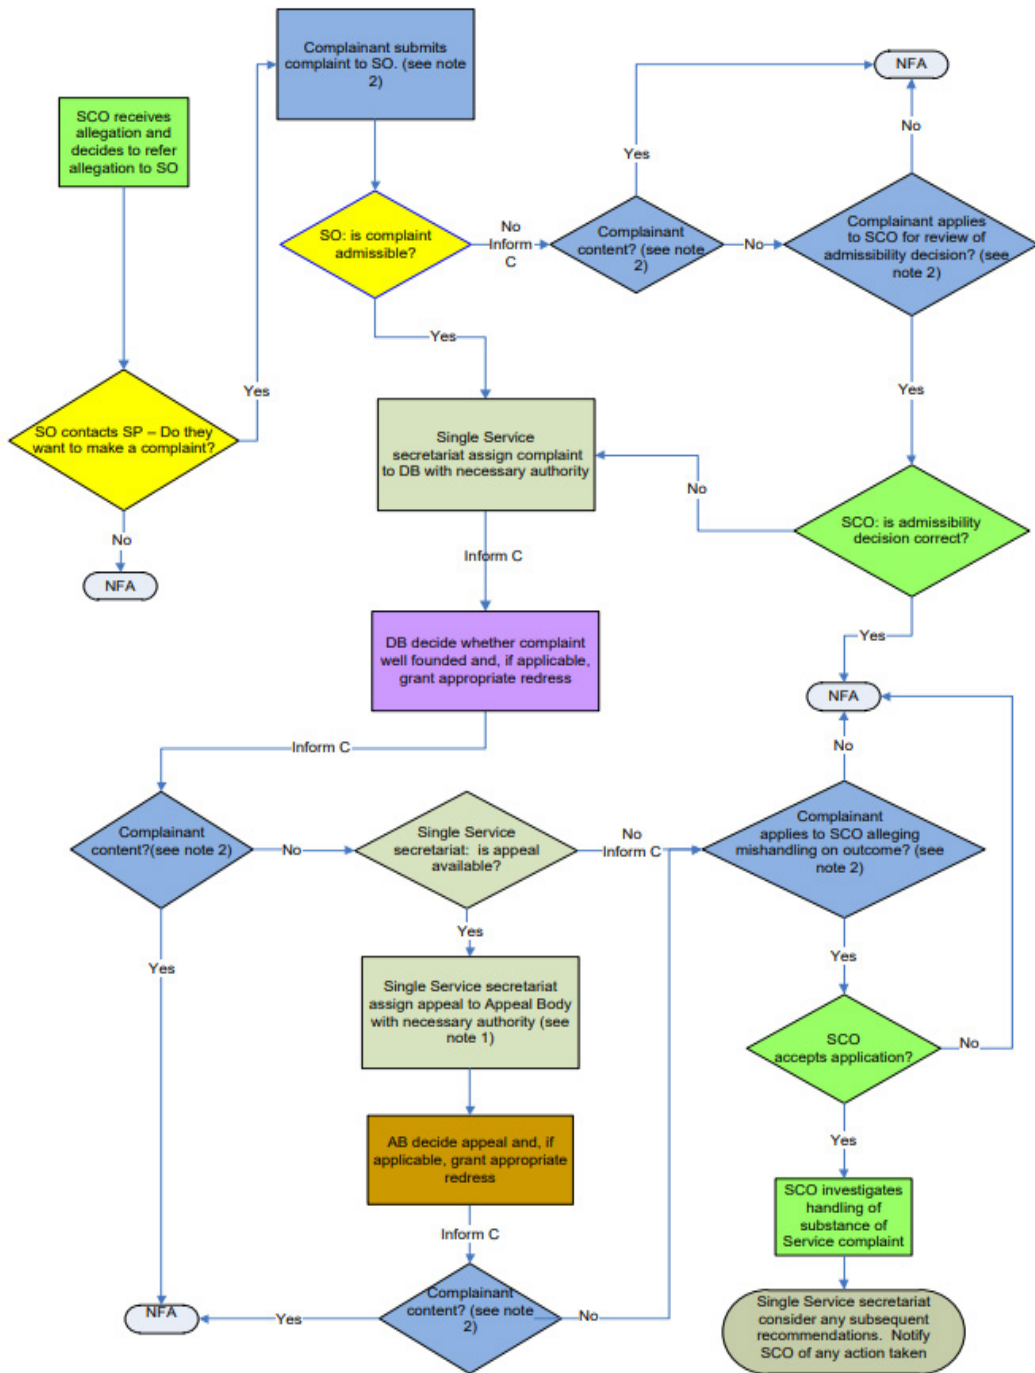 Complainant submits
complaint to SO. (see note
2)
NFA
SCO receives
allegation and
decides to refer
allegation to SO
No
Yes
SO: is complaint
admissible?
No
Inform
C
Complainant
content? (see note
2)
No
Complainant applies
to SCO for review of
admissibility decision? (see
note 2)
Yes
Yes
Yes
SO contacts SP – Do they
want to make a complaint?
Single Service
secretariat assign complaint
to DB with necessary authority
No
SCO: is admissibility
decision correct?
No
NFA
Inform C
DB decide whether complaint
well founded and, if applicable,
grant appropriate redress
Yes
NFA
Inform C
No
Complainant
content?(see note 2)
No
Single Service
secretariat:  is appeal
available?
No
Inform C
Complainant
applies to SCO alleging
mishandling on outcome? (see
note 2)
Yes
Yes
Yes
Single Service secretariat
assign appeal to Appeal Body
with necessary authority (see
note 1)
SCO
accepts application?
No
AB decide appeal and, if
applicable, grant appropriate
redress
Yes
SCO investigates
handling of
substance of
Service complaint
Inform C
NFA
Yes
Complainant
content? (see note
2)
No
Single Service secretariat
consider any subsequent
recommendations.  Notify
SCO of any action taken